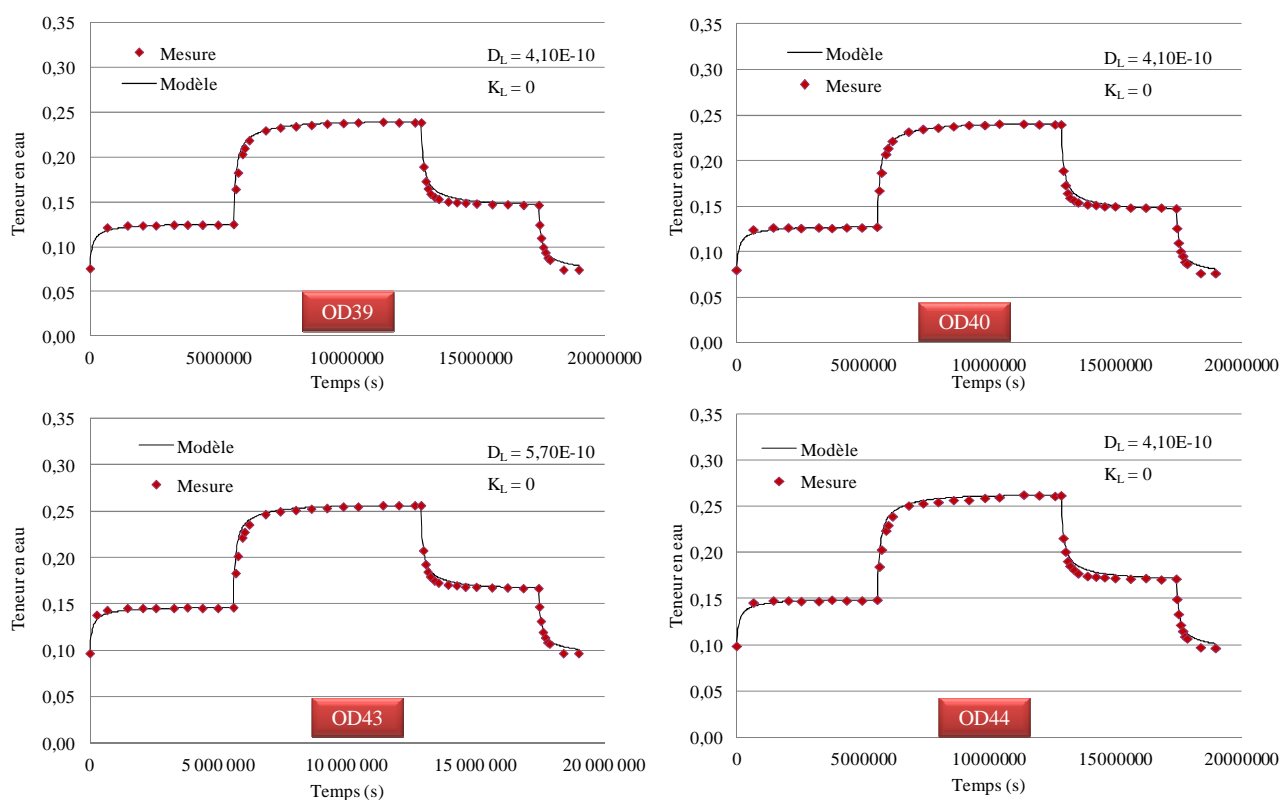 0,35
0,30
0,25
0,20
0,15
0,10
0,05
0,00
Teneur en eau
Mesure
Modèle
D_L = 4,10E-10
K_L = 0
OD39
0 5000000 10000000 15000000 20000000
Temps (s)
0,35
0,30
0,25
0,20
0,15
0,10
0,05
0,00
Teneur en eau
Modèle
Mesure
D_L = 4,10E-10
K_L = 0
OD40
0 5000000 10000000 15000000 20000000
Temps (s)
0,35
0,30
0,25
0,20
0,15
0,10
0,05
0,00
Teneur en eau
Modèle
Mesure
D_L = 5,70E-10
K_L = 0
OD43
0 5 000 000 10 000 000 15 000 000 20 000 000
Temps (s)
0,35
0,30
0,25
0,20
0,15
0,10
0,05
0,00
Teneur en eau
Modèle
Mesure
D_L = 4,10E-10
K_L = 0
OD44
0 5000000 10000000 15000000 20000000
Temps (s)